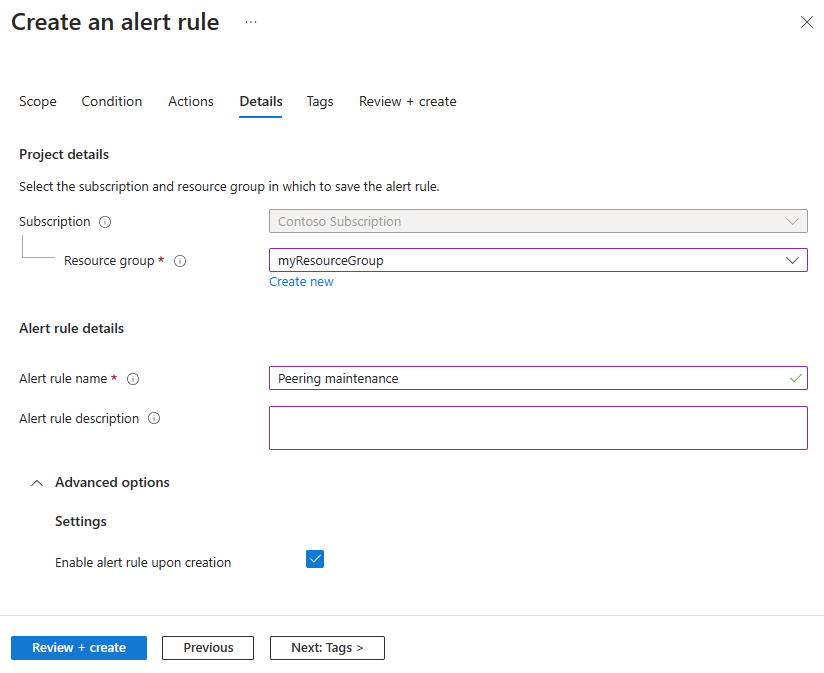 Create an alert rule ...
Scope Condition Actions Details Tags Review + create
Project details
Select the subscription and resource group in which to save the alert rule.
Subscription Contoso Subscription
Resource group * myResourceGroup
Create new
Alert rule details
Alert rule name * Peering maintenance
Alert rule description
Advanced options
Settings
Enable alert rule upon creation
Review + create Previous Next: Tags >